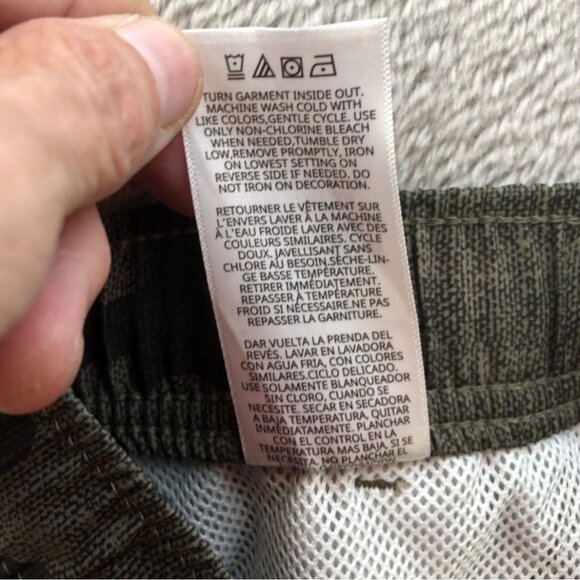 TURN GARMENT INSIDE OUT.
MACHINE WASH COLD WITH
LIKE COLORS,GENTLE CYCLE. USE
ONLY NON-CHLORINE BLEACH
WHEN NEEDED,TUMBLE DRY
LOW,REMOVE PROMPTLY, IRON
ON LOWEST SETTING ON
REVERSE SIDE IF NEEDED. DO
NOT IRON ON DECORATION.
RETOURNER LE VÊTEMENT SUR
L'ENVERS LAVER À LA MACHINE
À EAU FROIDE LAVER AVEC DES
COULEURS SIMILAIRES. CYCLE
DOUX. JAVELLISANT SANS
CHLORE AU BESOIN.SÈCHE-LIN-
GE BASSE TEMPÉRATURE.
RETIRER IMMÉDIATEMENT.
REPASSER À TEMPÉRATURE
FROID SI NÉCESSAIRE.NE PAS
REPASSER LA GARNITURE.
DAR VUELTA LA PRENDA DEL
REVÉS. LAVAR EN LAVADORA
CON AGUA FRIA, CON COLORES
SIMILARES.CICLO DELICADO.
USE SOLAMENTE BLANQUEADOR
SIN CLORO, CUANDO SE
NECESITE. SECAR EN SECADORA
À BAJA TEMPERATURA, QUITAR
INMEDIATAMENTE. PLANCHAR
CON EL CONTROL EN LA
TEMPERATURA MAS BAJA, SI SE
NECESITA. NO PLANCHAR EL